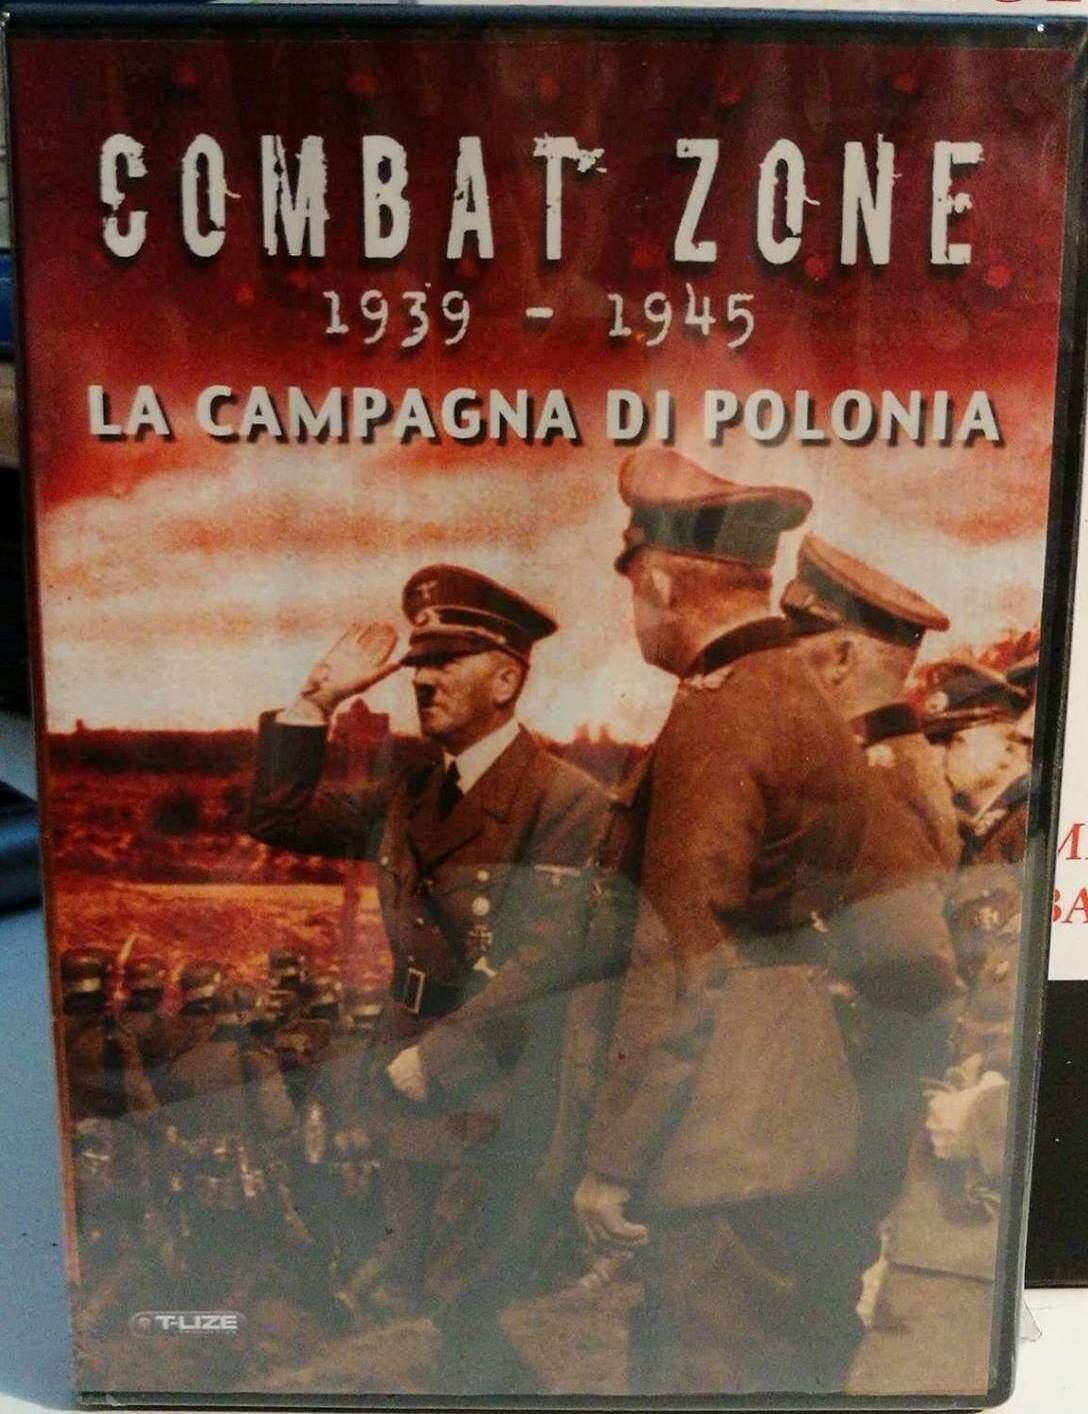 COMBAT ZONE
1939 - 1945
LA CAMPAGNA DI POLONIA
T-LIZE